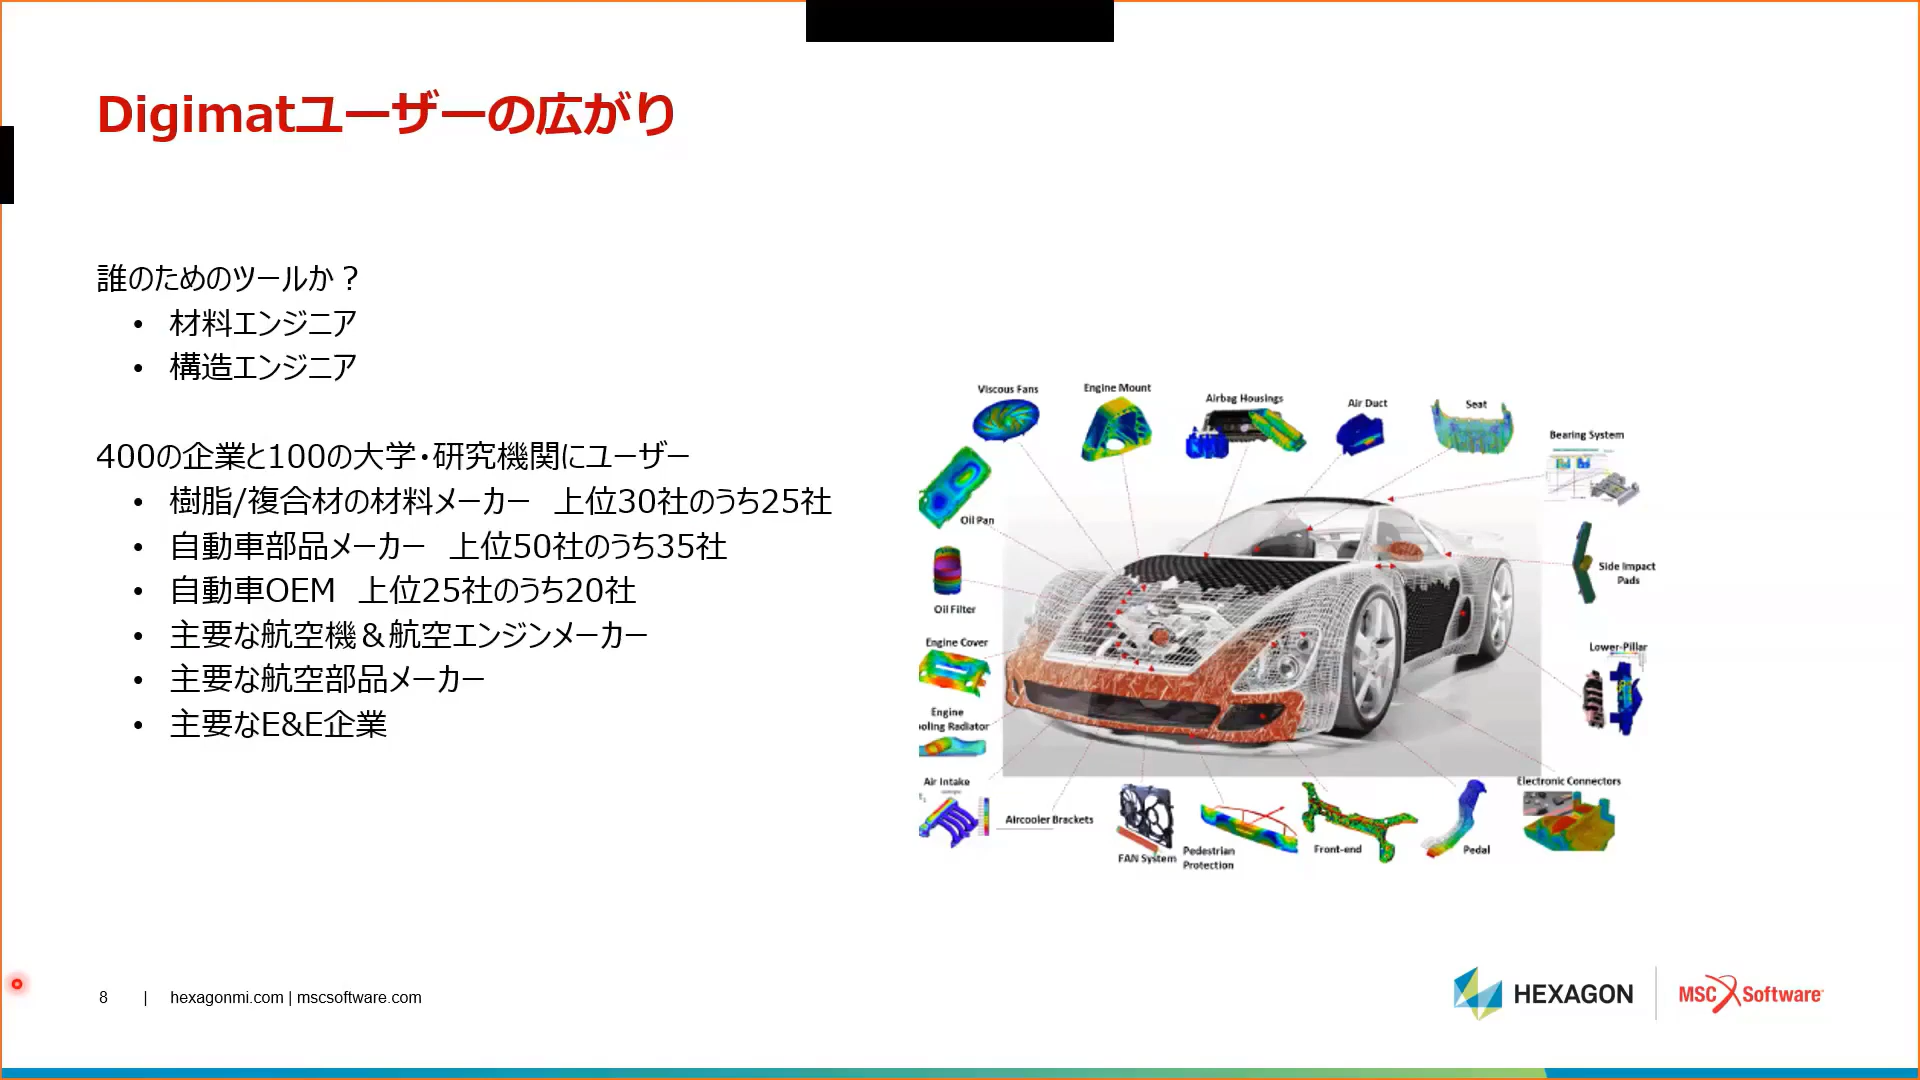 Digimatユーザーの広がり
誰のためのツールか？
• 材料エンジニア
• 構造エンジニア
400の企業と100の大学・研究機関にユーザー
• 樹脂/複合材の材料メーカー 上位30社のうち25社
• 自動車部品メーカー 上位50社のうち35社
• 自動車OEM 上位25社のうち20社
• 主要な航空機＆航空エンジンメーカー
• 主要な航空部品メーカー
• 主要なE&E企業
Viscous Fans
Engine Mount
Airbag Housings
Air Duct
Seat
Bearing System
Oil Pan
Side Impact
Pads
Oil Filter
Engine Cover
Lower-Pillar
Engine
oling Radiator
Air Intake
Electronic Connectors
Aircooler Brackets
FAN System
Pedestrian
Protection
Front-end
Pedal
8 | hexagonmi.com | mscsoftware.com
HEXAGON
MSC Software